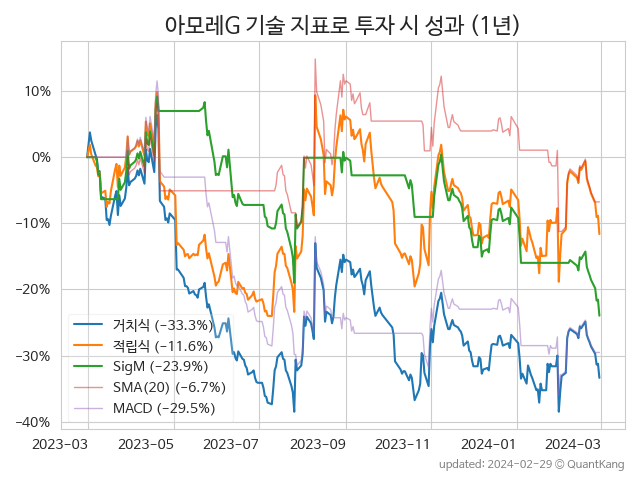 아모레G 기술 지표로 투자 시 성과 (1년)
10%
0%
−10%
−20%
−30%
−40%
거치식 (−33.3%)
적립식 (−11.6%)
SigM (−23.9%)
SMA(20) (−6.7%)
MACD (−29.5%)
2023-03 2023-05 2023-07 2023-09 2023-11 2024-01 2024-03
updated: 2024-02-29 © QuantKang